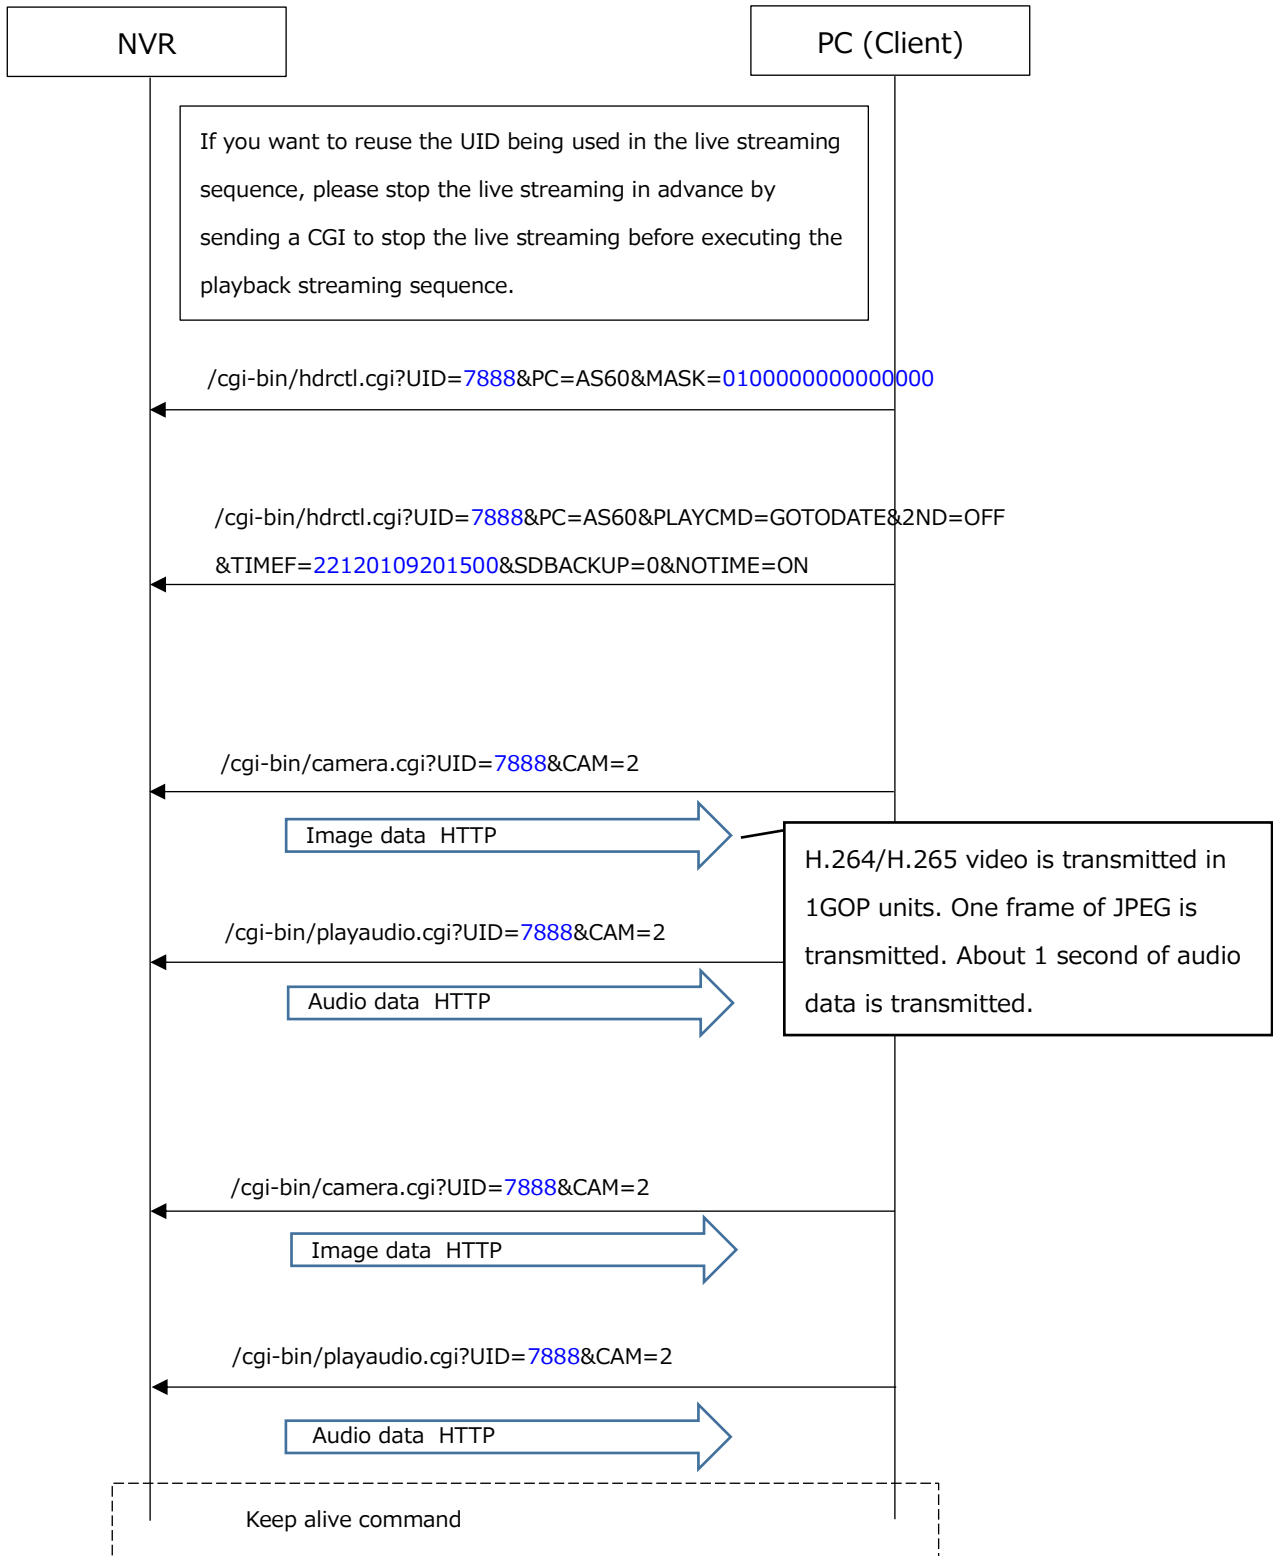 NVR
PC (Client)
If you want to reuse the UID being used in the live streaming
sequence, please stop the live streaming in advance by
sending a CGI to stop the live streaming before executing the
playback streaming sequence.
/cgi-bin/hdrctl.cgi?UID=7888&PC=AS60&MASK=0100000000000000
/cgi-bin/hdrctl.cgi?UID=7888&PC=AS60&PLAYCMD=GOTODATE&2ND=OFF
&TIMEF=22120109201500&SDBACKUP=0&NOTIME=ON
/cgi-bin/camera.cgi?UID=7888&CAM=2
Image data HTTP
H.264/H.265 video is transmitted in
1GOP units. One frame of JPEG is
transmitted. About 1 second of audio
data is transmitted.
/cgi-bin/playaudio.cgi?UID=7888&CAM=2
Audio data HTTP
/cgi-bin/camera.cgi?UID=7888&CAM=2
Image data HTTP
/cgi-bin/playaudio.cgi?UID=7888&CAM=2
Audio data HTTP
Keep alive command